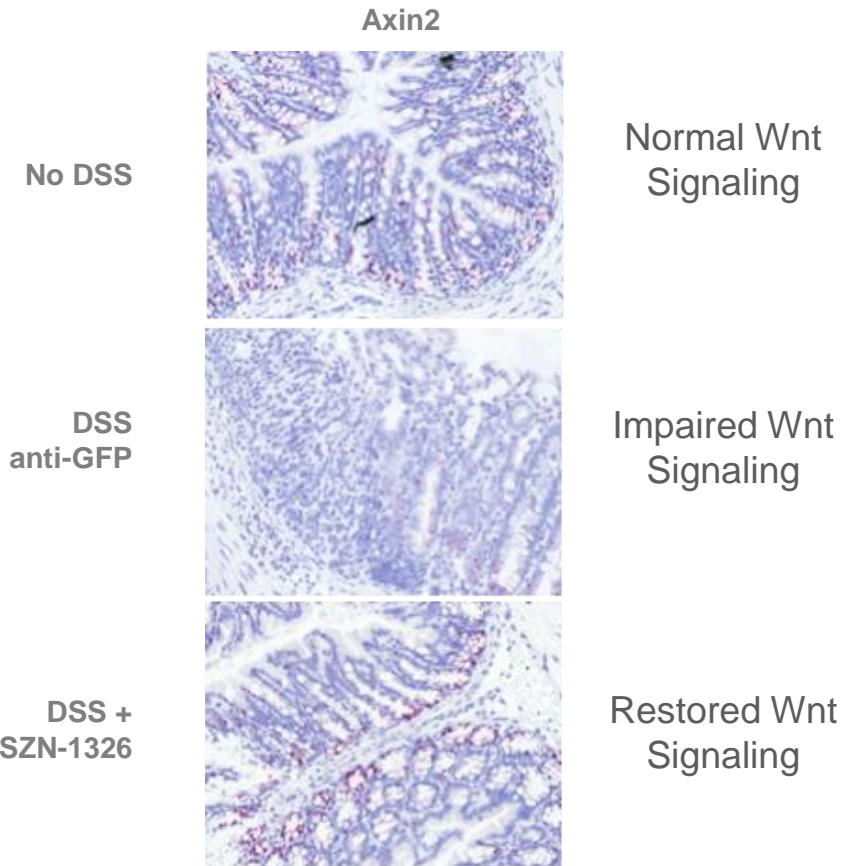 Axin2
No DSS
Normal Wnt
Signaling
DSS
anti-GFP
Impaired Wnt
Signaling
DSS +
SZN-1326
Restored Wnt
Signaling